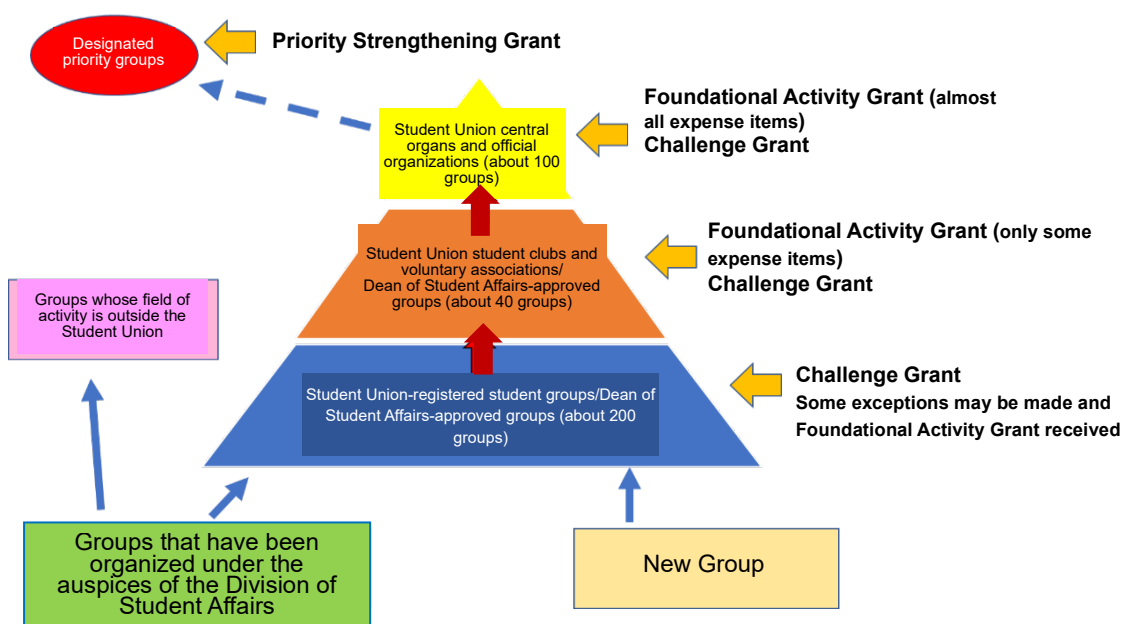 Designated
priority groups
Priority Strengthening Grant
Student Union central
organs and official
organizations (about 100
groups)
Foundational Activity Grant (almost
all expense items)
Challenge Grant
Student Union student clubs and
voluntary associations/
Dean of Student Affairs-approved
groups (about 40 groups)
Foundational Activity Grant (only some
expense items)
Challenge Grant
Groups whose field of
activity is outside the
Student Union
Student Union-registered student groups/Dean of
Student Affairs-approved groups (about 200
groups)
Challenge Grant
Some exceptions may be made and
Foundational Activity Grant received
Groups that have been
organized under the
auspices of the Division of
Student Affairs
New Group